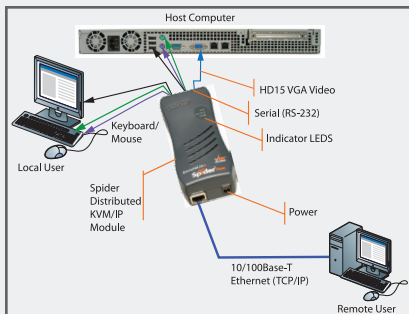 Host Computer
HD15 VGA Video
Serial (RS-232)
Indicator LEDS
Keyboard/
Mouse
Local User
Spider
Distributed
KVM/IP
Module
Spider
Power
10/100Base-T
Ethernet (TCP/IP)
Remote User